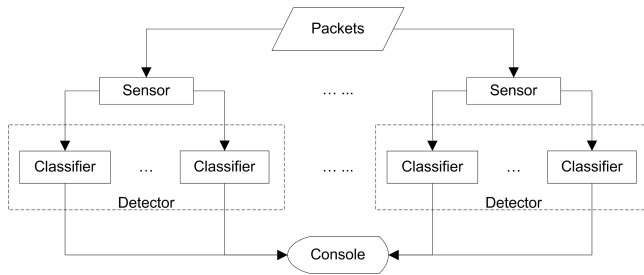 Packets
Sensor
… ...
Sensor
Classifier
…
Classifier
… ...
Classifier
…
Classifier
Detector
Detector
Console